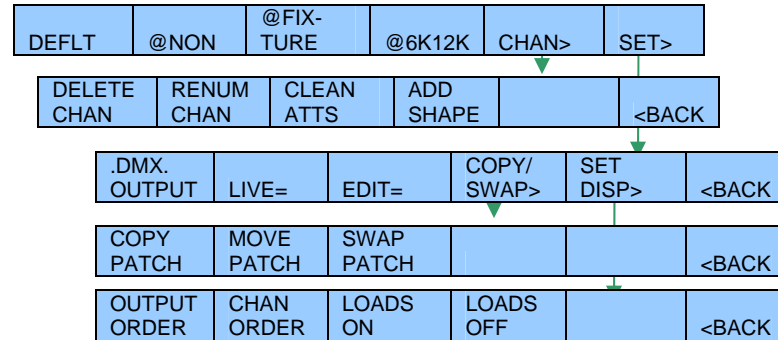 @FIX-
DEFLT @NON TURE @6K12K CHAN> SET>
DELETE RENUM CLEAN ADD
CHAN CHAN ATTS SHAPE <BACK
.DMX. COPY/ SET
OUTPUT LIVE= EDIT= SWAP> DISP> <BACK
COPY MOVE SWAP
PATCH PATCH PATCH <BACK
OUTPUT CHAN LOADS LOADS
ORDER ORDER ON OFF <BACK